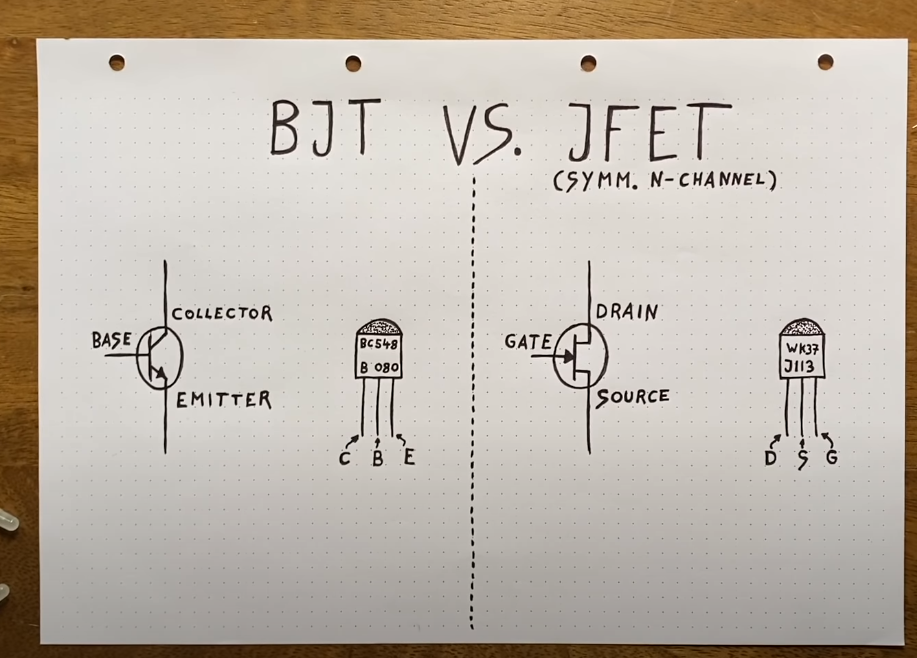 BJT VS. JFET
(SYMM. N-CHANNEL)
COLLECTOR
BASE
EMITTER
BC548
B 080
C B E
DRAIN
GATE
SOURCE
WK37
J113
D S G